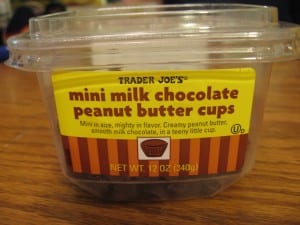 TRADER JOE'S®
mini milk chocolate
peanut butter cups
Mini in size, mighty in flavor. Creamy peanut butter,
smooth milk chocolate, in a teeny little cup.
U D
NET WT. 12 OZ (340g)